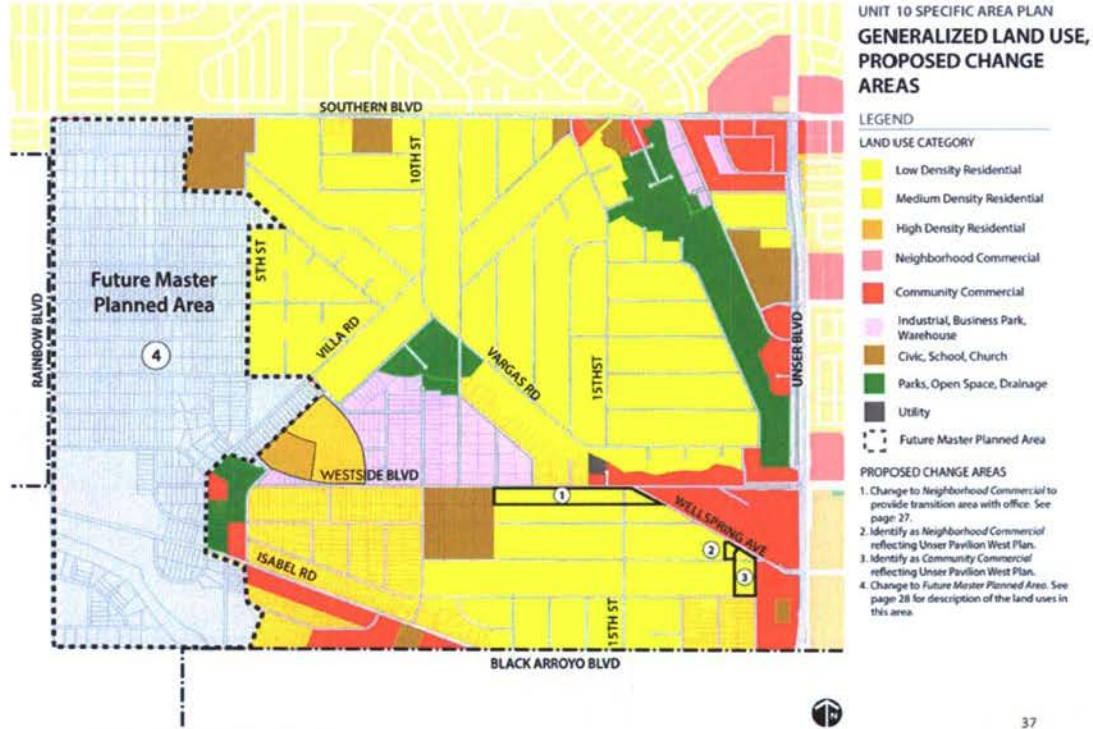 UNIT 10 SPECIFIC AREA PLAN
GENERALIZED LAND USE,
PROPOSED CHANGE
AREAS
LEGEND
LAND USE CATEGORY
Low Density Residential
Medium Density Residential
High Density Residential
Neighborhood Commercial
Community Commercial
Industrial, Business Park,
Warehouse
Civic, School, Church
Parks, Open Space, Drainage
Utility
Future Master Planned Area
PROPOSED CHANGE AREAS
1. Change to Neighborhood Commercial to
provide transition area with office. See
page 27.
2. Identify as Neighborhood Commercial
reflecting Unser Pavilion West Plan.
3. Identify as Community Commercial
reflecting Unser Pavilion West Plan.
4. Change to Future Master Planned Area. See
page 28 for description of the land uses in
this area.
SOUTHERN BLVD
10TH ST
5TH ST
Future Master
Planned Area
4
RAINBOW BLVD
VILLA RD
VARGAS RD
15THST
UNSER BLVD
WESTSIDE BLVD
1
WELLSPRING AVE
2
3
ISABEL RD
15TH ST
BLACK ARROYO BLVD
N
37